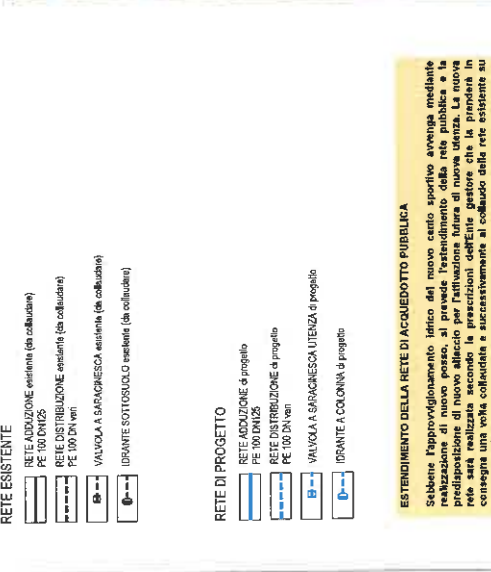 RETE ESISTENTE
RETE ADDUZIONE esistente (da collaudare)
PE 100 DN125
RETE DISTRIBUZIONE esistente (da collaudare)
PE 100 DN vari
VALVOLA A SARACINESCA esistente (da collaudare)
IDRANTE SOTTOSUOLO esistente (da collaudare)
RETE DI PROGETTO
RETE ADDUZIONE di progetto
PE 100 DN125
RETE DISTRIBUZIONE di progetto
PE 100 DN vari
VALVOLA A SARACINESCA UTENZA di progetto
IDRANTE A COLONNA di progetto
ESTENDIMENTO DELLA RETE DI ACQUEDOTTO PUBBLICA
Sebbene l'approvvigionamento idrico del nuovo canto sportivo avvenga mediante
realizzazione di nuovo posso, si prevede l'estendimento della rete pubblica e la
predisposizione di nuovo allaccio per l'attivazione futura di nuova utenza. La nuova
rete sarà realizzata secondo le prescrizioni dell'Ente gestore che la prenderà in
consegna una volta collaudata e successivamente al collaudo della rete esistente su